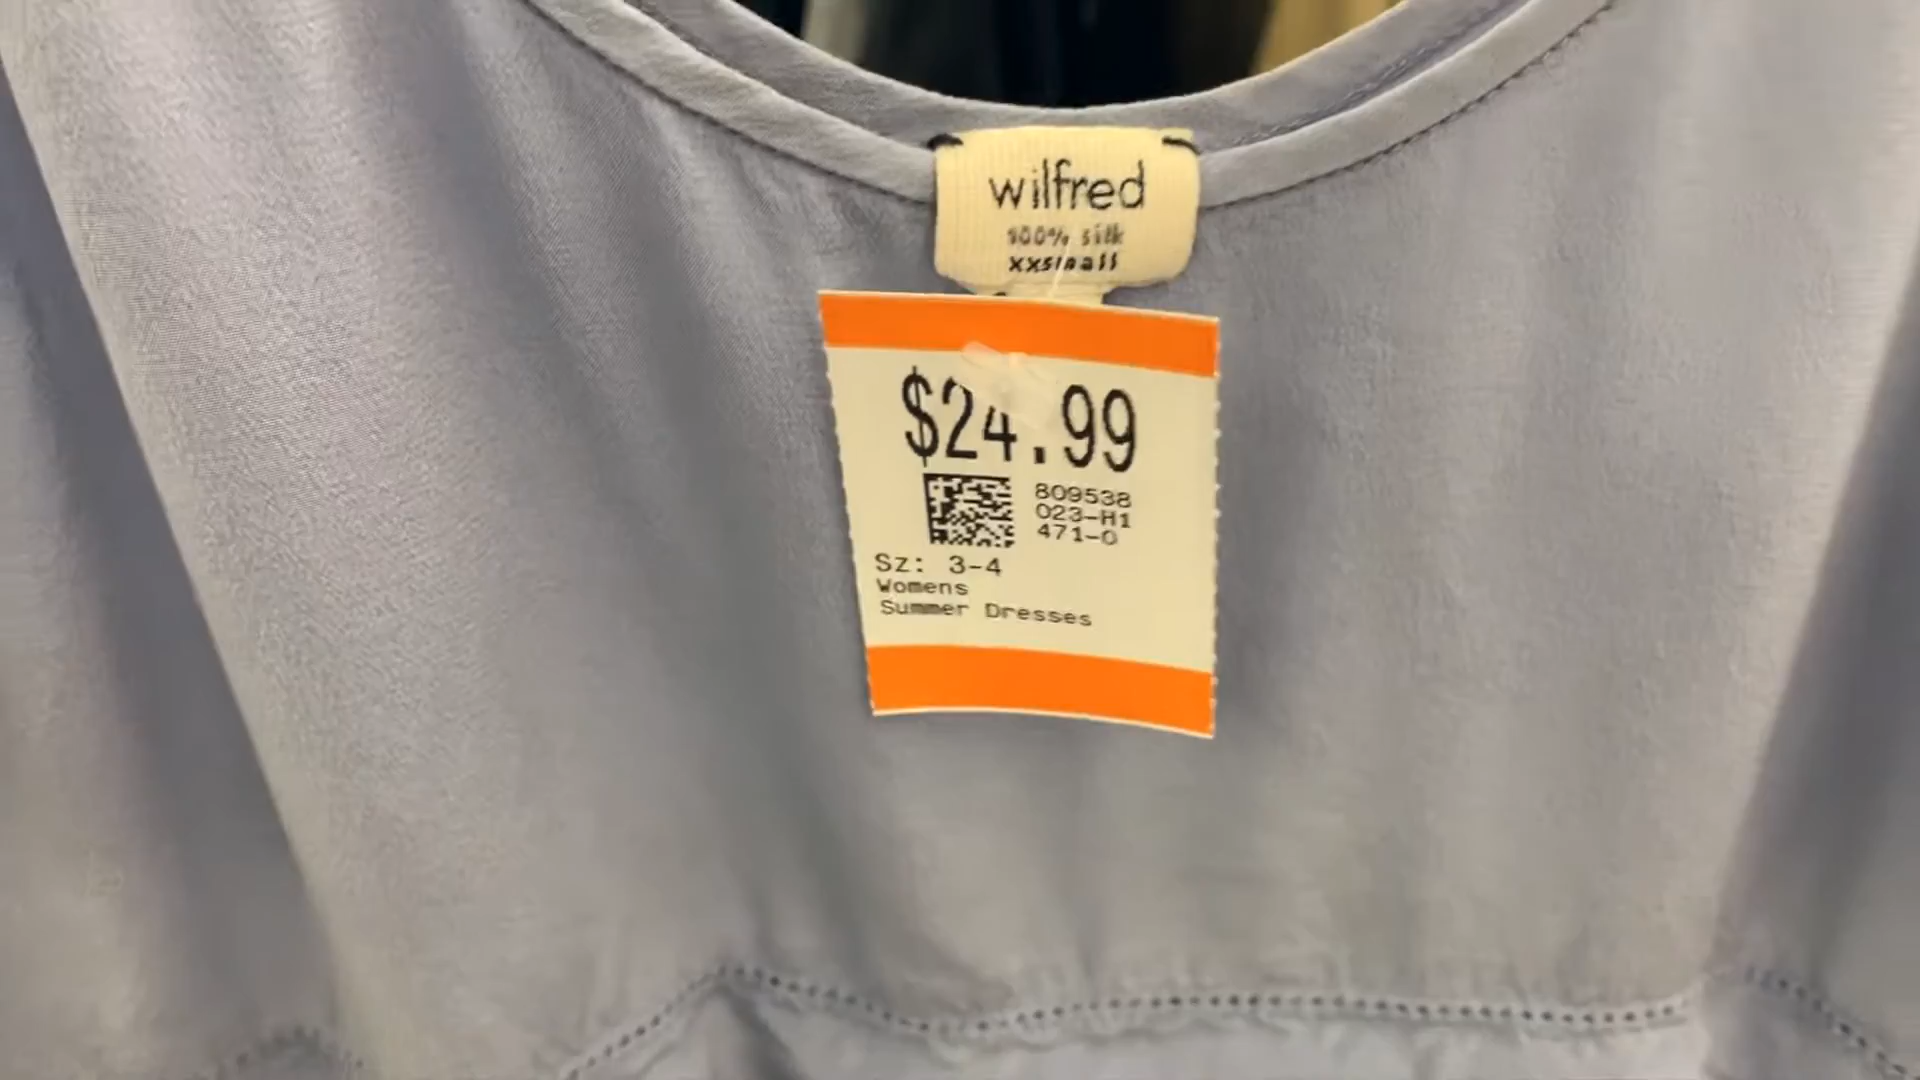 wilfred
100% silk
xxsmall
$24.99
809538
023-H1
471-0
Sz: 3-4
Womens
Summer Dresses